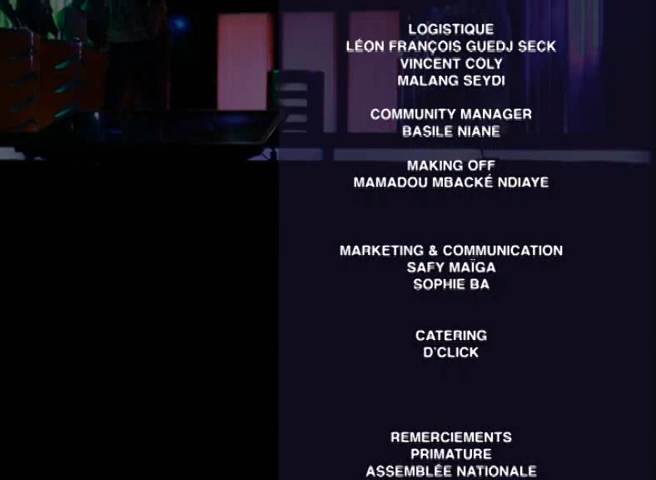 LOGISTIQUE
LÉON FRANÇOIS GUEDJ SECK
VINCENT COLY
MALANG SEYDI
COMMUNITY MANAGER
BASILE NIANE
MAKING OFF
MAMADOU MBACKÉ NDIAYE
MARKETING & COMMUNICATION
SAFY MAÏGA
SOPHIE BA
CATERING
D'CLICK
REMERCIEMENTS
PRIMATURE
ASSEMBLÉE NATIONALE